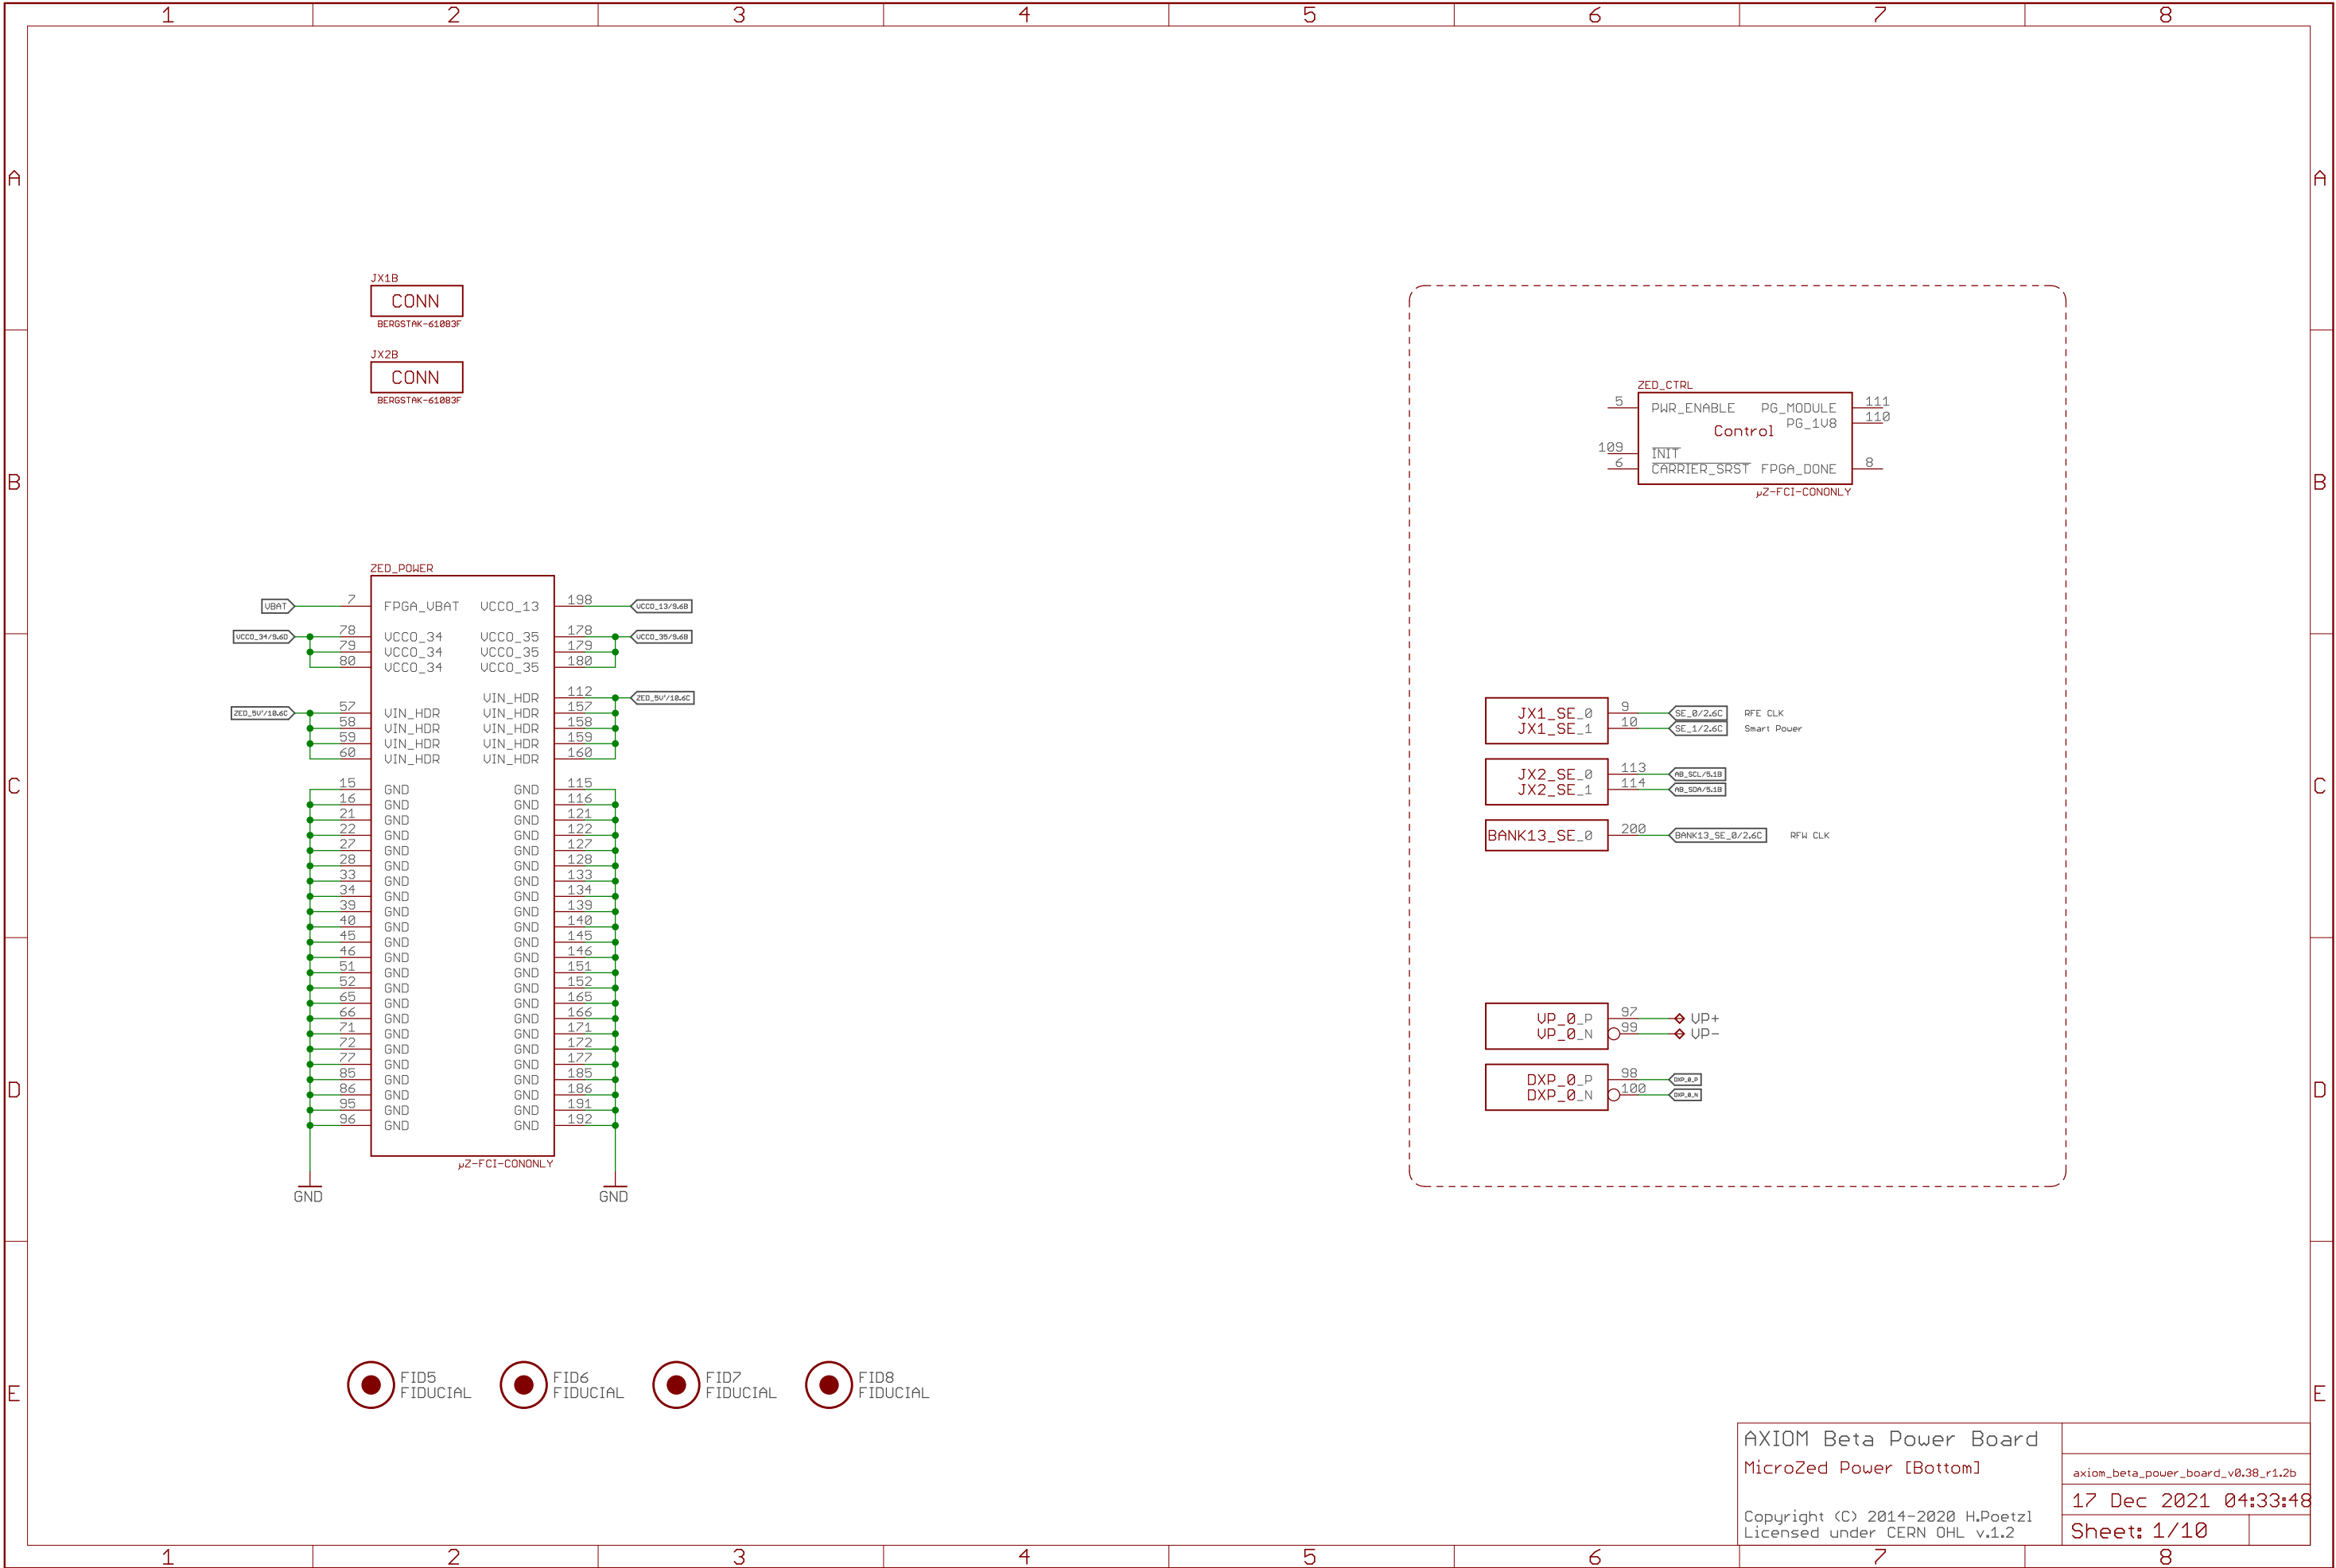 1 2 3 4 5 6 7 8
A A
JX1B
CONN
BERGSTAK-61083F
JX2B
CONN
BERGSTAK-61083F
ZED_CTRL
5 PWR_ENABLE PG_MODULE 111
PG_1V8 110
Control
109 INIT
6 CARRIER_SRST FPGA_DONE 8
µZ-FCI-CONONLY
B B
ZED_POWER
VBAT 7 FPGA_VBAT VCCO_13 198 VCCO_13/9.6B
VCCO_34/9.6D 78 VCCO_34 VCCO_35 178 VCCO_35/9.6B
79 VCCO_34 VCCO_35 179
80 VCCO_34 VCCO_35 180
VIN_HDR 112 ZED_5V'/10.6C
ZED_5V'/10.6C 57 VIN_HDR VIN_HDR 157
58 VIN_HDR VIN_HDR 158
59 VIN_HDR VIN_HDR 159
60 VIN_HDR VIN_HDR 160
15 GND GND 115
16 GND GND 116
21 GND GND 121
22 GND GND 122
27 GND GND 127
28 GND GND 128
33 GND GND 133
34 GND GND 134
39 GND GND 139
40 GND GND 140
45 GND GND 145
46 GND GND 146
51 GND GND 151
52 GND GND 152
65 GND GND 165
66 GND GND 166
71 GND GND 171
72 GND GND 172
77 GND GND 177
85 GND GND 185
86 GND GND 186
95 GND GND 191
96 GND GND 192
µZ-FCI-CONONLY
GND GND
JX1_SE_0 9 SE_0/2.6C RFE CLK
JX1_SE_1 10 SE_1/2.6C Smart Power
JX2_SE_0 113 AB_SCL/5.1B
JX2_SE_1 114 AB_SDA/5.1B
C C
BANK13_SE_0 200 BANK13_SE_0/2.6C RFW CLK
VP_0_P 97 VP+
VP_0_N 99 VP-
DXP_0_P 98 DXP_0_P
DXP_0_N 100 DXP_0_N
D D
FID5
FIDUCIAL
FID6
FIDUCIAL
FID7
FIDUCIAL
FID8
FIDUCIAL
E E
AXIOM Beta Power Board
MicroZed Power [Bottom]
Copyright (C) 2014-2020 H.Poetzl
Licensed under CERN OHL v.1.2
axiom_beta_power_board_v0.38_r1.2b
17 Dec 2021 04:33:48
Sheet: 1/10
1 2 3 4 5 6 7 8